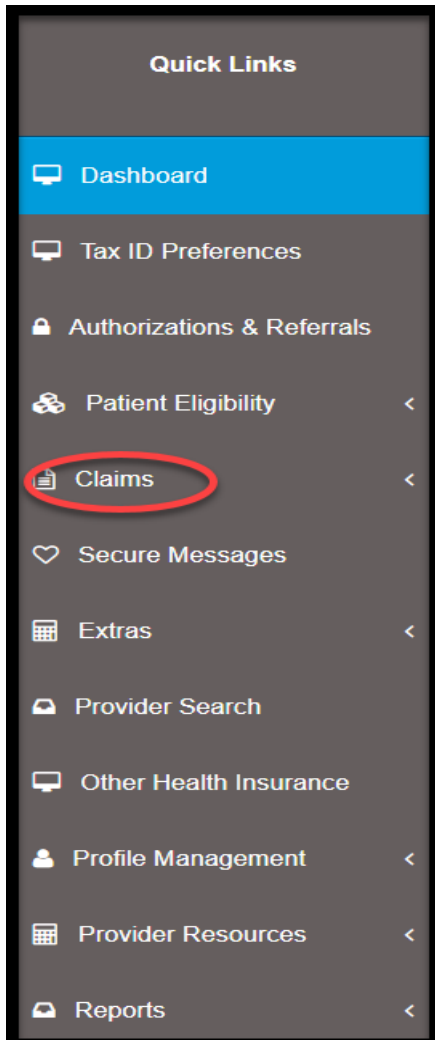 Quick Links
Dashboard
Tax ID Preferences
Authorizations & Referrals
Patient Eligibility
Claims
Secure Messages
Extras
Provider Search
Other Health Insurance
Profile Management
Provider Resources
Reports